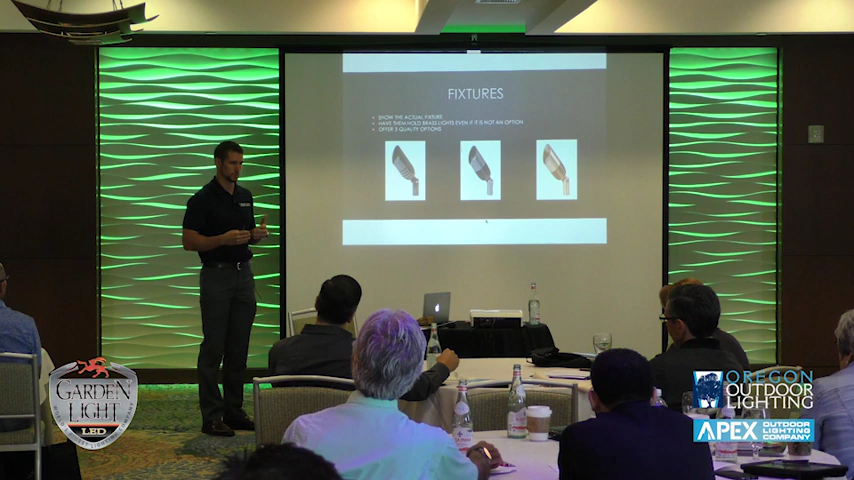 FIXTURES
• SHOW THE ACTUAL FIXTURE
• HAVE THEM HOLD BRASS LIGHTS EVEN IF IT IS NOT AN OPTION
• OFFER 3 QUALITY OPTIONS
GARDEN
LIGHT
LED
OREGON
OUTDOOR
LIGHTING
APEX OUTDOOR
LIGHTING
COMPANY